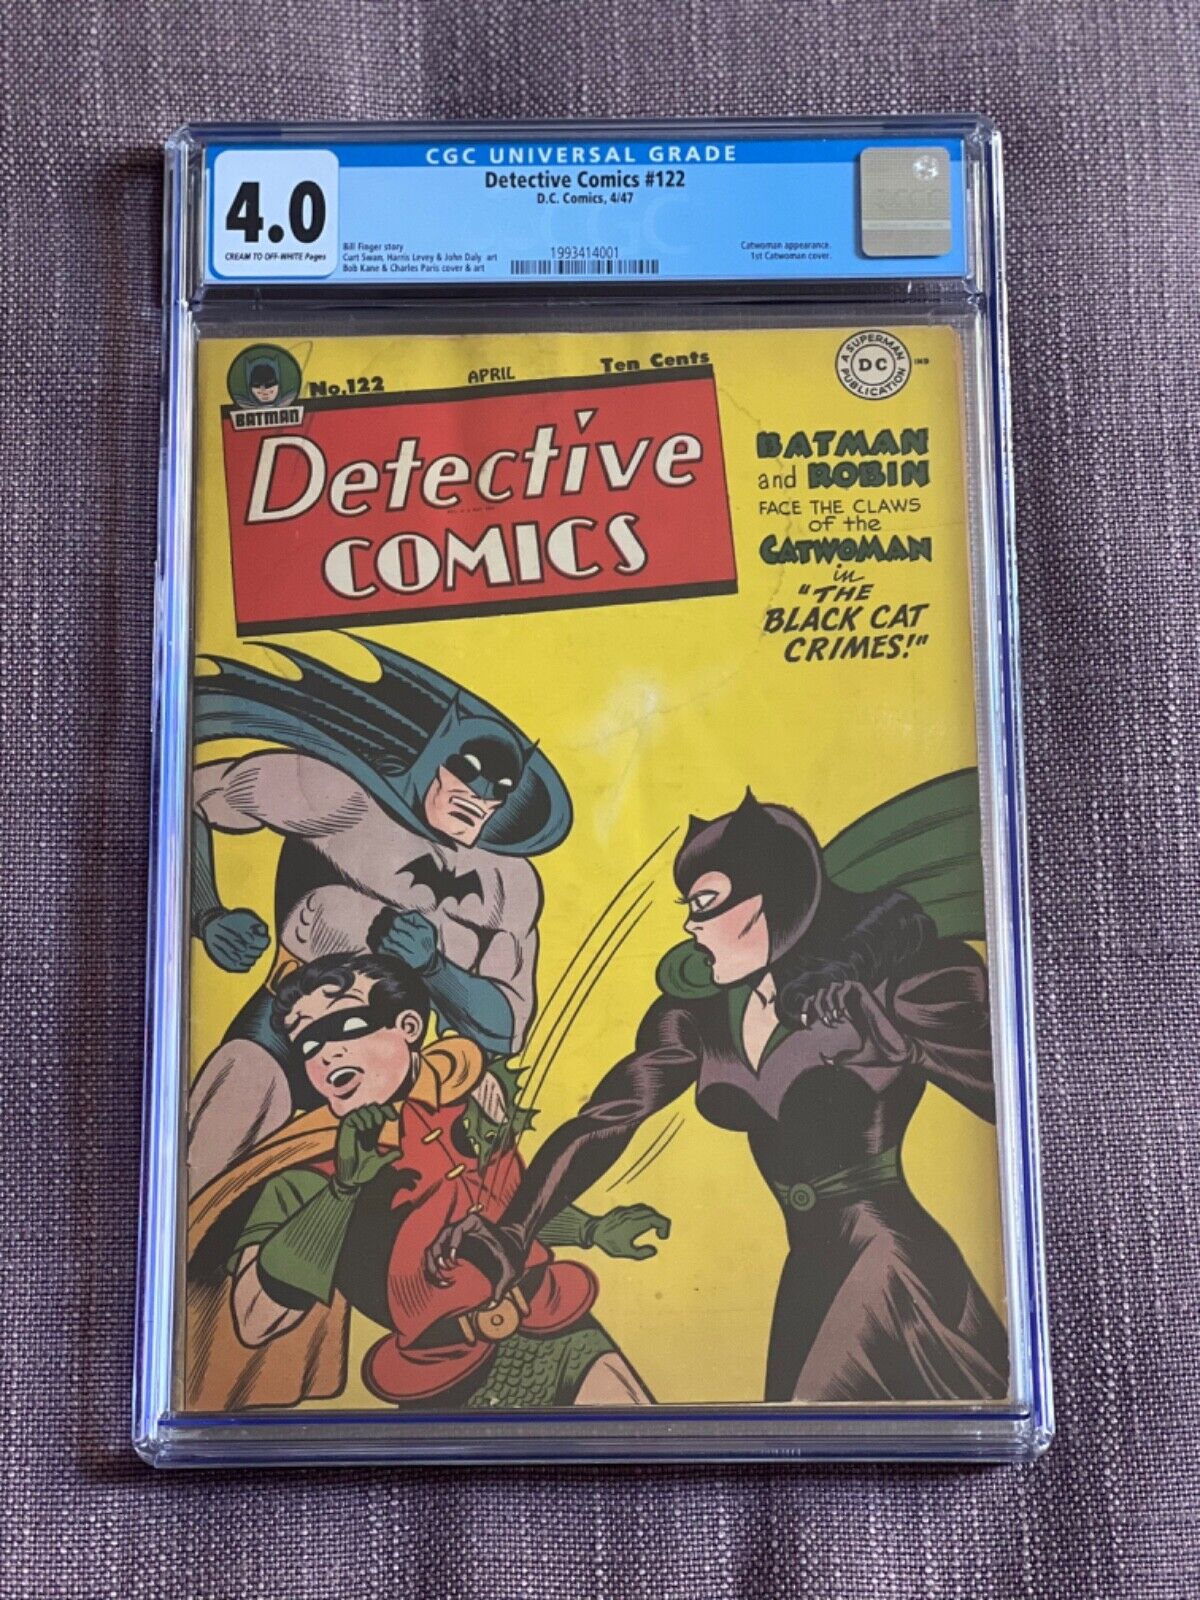 CGC UNIVERSAL GRADE
4.0
CREAM TO OFF-WHITE Pages
Detective Comics #122
D.C. Comics, 4/47
Bill Finger story
Curt Swan, Harris Levey & John Daly art
Bob Kane & Charles Paris cover & art
1993414001
Catwoman appearance.
1st Catwoman cover.
CGC
BATMAN
No.122
APRIL
Ten Cents
A SUPERMAN
DC
PUBLICATION
Detective
COMICS
BATMAN
and ROBIN
FACE THE CLAWS
of the
CATWOMAN
in
"THE
BLACK CAT
CRIMES!"